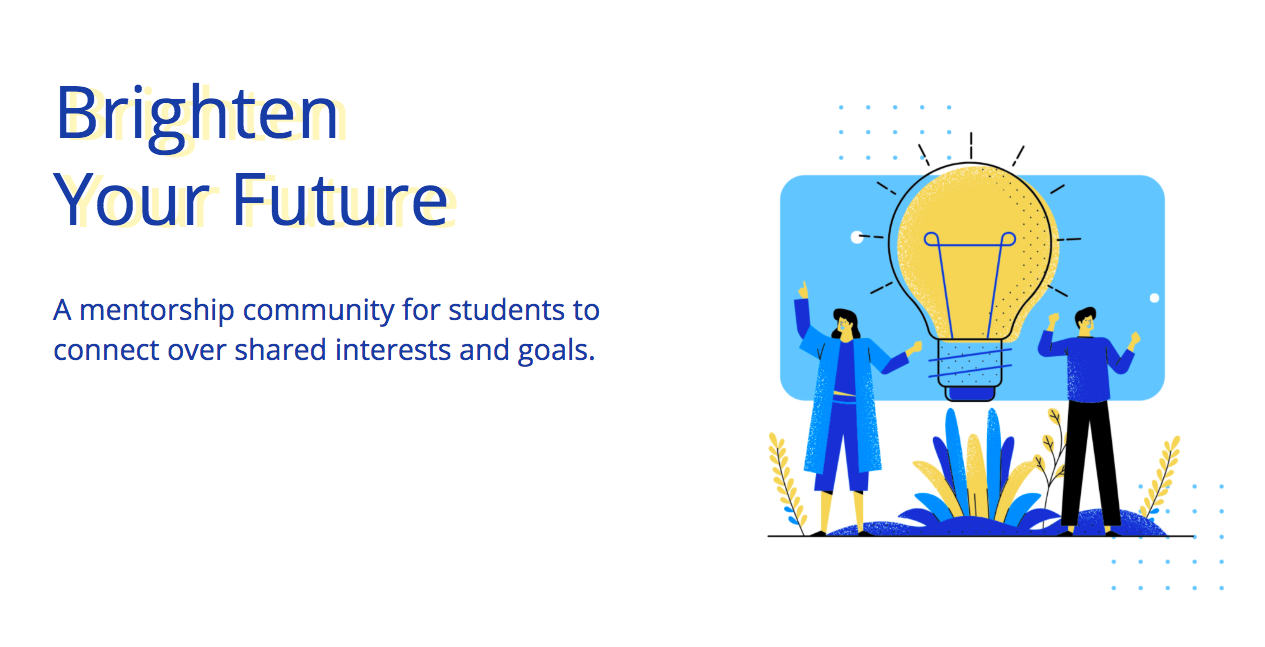 Brighten
Your Future
A mentorship community for students to
connect over shared interests and goals.